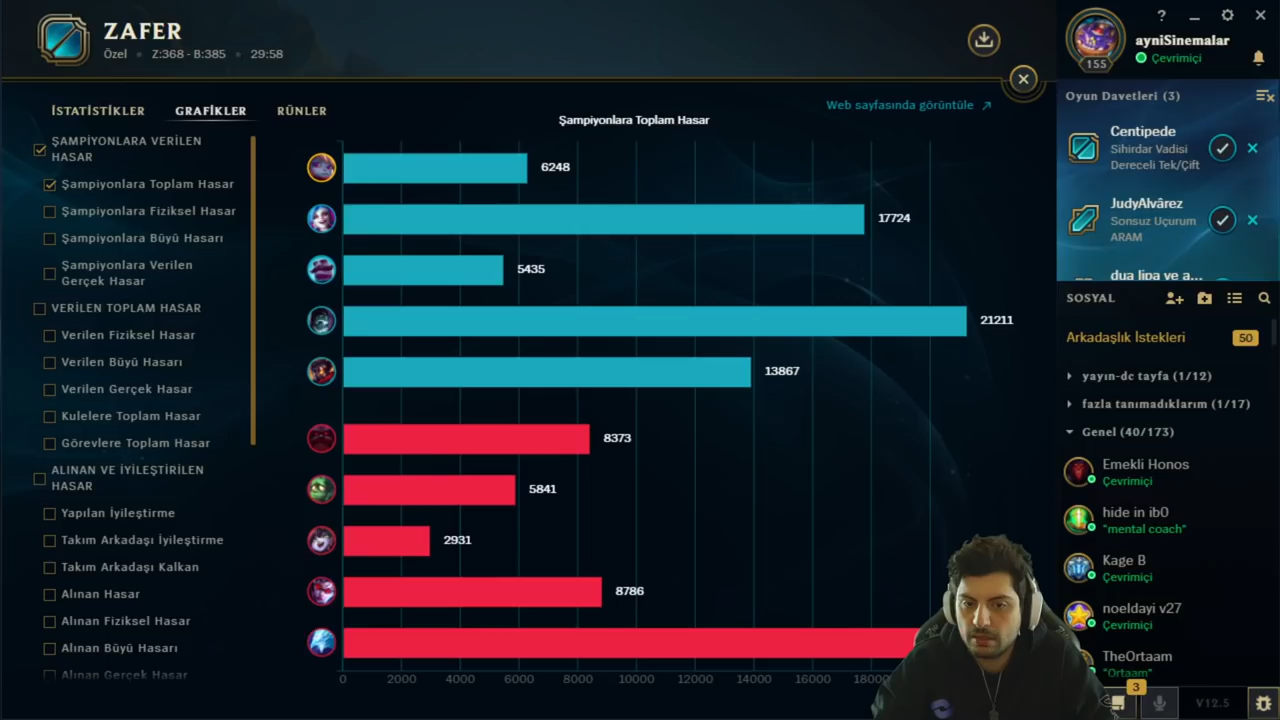 ZAFER
Özel • Z:368 - B:385 • 29:58
İSTATİSTİKLER
GRAFİKLER
RÜNLER
Web sayfasında görüntüle
ŞAMPİYONLARA VERİLEN
HASAR
Şampiyonlara Toplam Hasar
Şampiyonlara Fiziksel Hasar
Şampiyonlara Büyü Hasarı
Şampiyonlara Verilen
Gerçek Hasar
VERİLEN TOPLAM HASAR
Verilen Fiziksel Hasar
Verilen Büyü Hasarı
Verilen Gerçek Hasar
Kulelere Toplam Hasar
Görevlere Toplam Hasar
ALINAN VE İYİLEŞTİRİLEN
HASAR
Yapılan İyileştirme
Takım Arkadaşı İyileştirme
Takım Arkadaşı Kalkan
Alınan Hasar
Alınan Fiziksel Hasar
Alınan Büyü Hasarı
Alınan Gerçek Hasar
Şampiyonlara Toplam Hasar
6248
17724
5435
21211
13867
8373
5841
2931
8786
0 2000 4000 6000 8000 10000 12000 14000 16000 18000
?
155
ayniSinemalar
Çevrimiçi
Oyun Davetleri (3)
Centipede
Sihirdar Vadisi
Dereceli Tek/Çift
JudyAlvârez
Sonsuz Uçurum
ARAM
dua lipa ve a...
SOSYAL
Arkadaşlık İstekleri 50
yayın-dc tayfa (1/12)
fazla tanımadıklarım (1/17)
Genel (40/173)
Emekli Honos
Çevrimiçi
hide in ib0
"mental coach"
Kage B
Çevrimiçi
noeldayi v27
Çevrimiçi
TheOrtaam
"Ortaam"
3
V12.5